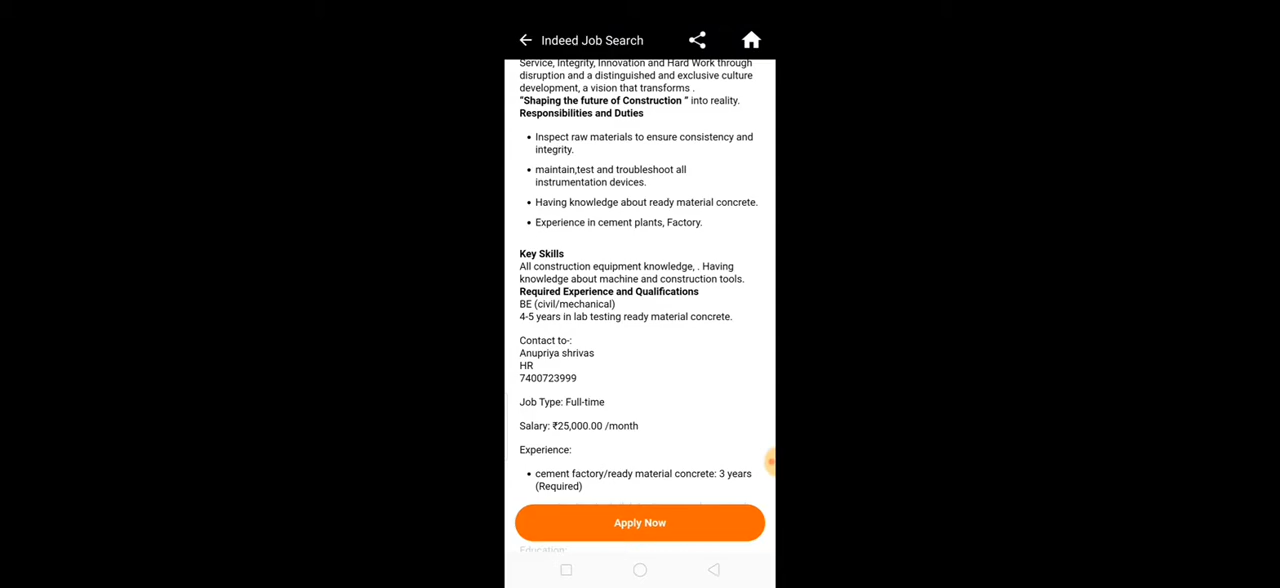 Indeed Job Search
Service, Integrity, Innovation and Hard Work through
disruption and a distinguished and exclusive culture
development, a vision that transforms .
“Shaping the future of Construction ” into reality.
Responsibilities and Duties
• Inspect raw materials to ensure consistency and
integrity.
• maintain,test and troubleshoot all
instrumentation devices.
• Having knowledge about ready material concrete.
• Experience in cement plants, Factory.
Key Skills
All construction equipment knowledge, . Having
knowledge about machine and construction tools.
Required Experience and Qualifications
BE (civil/mechanical)
4-5 years in lab testing ready material concrete.
Contact to-:
Anupriya shrivas
HR
7400723999
Job Type: Full-time
Salary: ₹25,000.00 /month
Experience:
• cement factory/ready material concrete: 3 years
(Required)
Apply Now
Education: